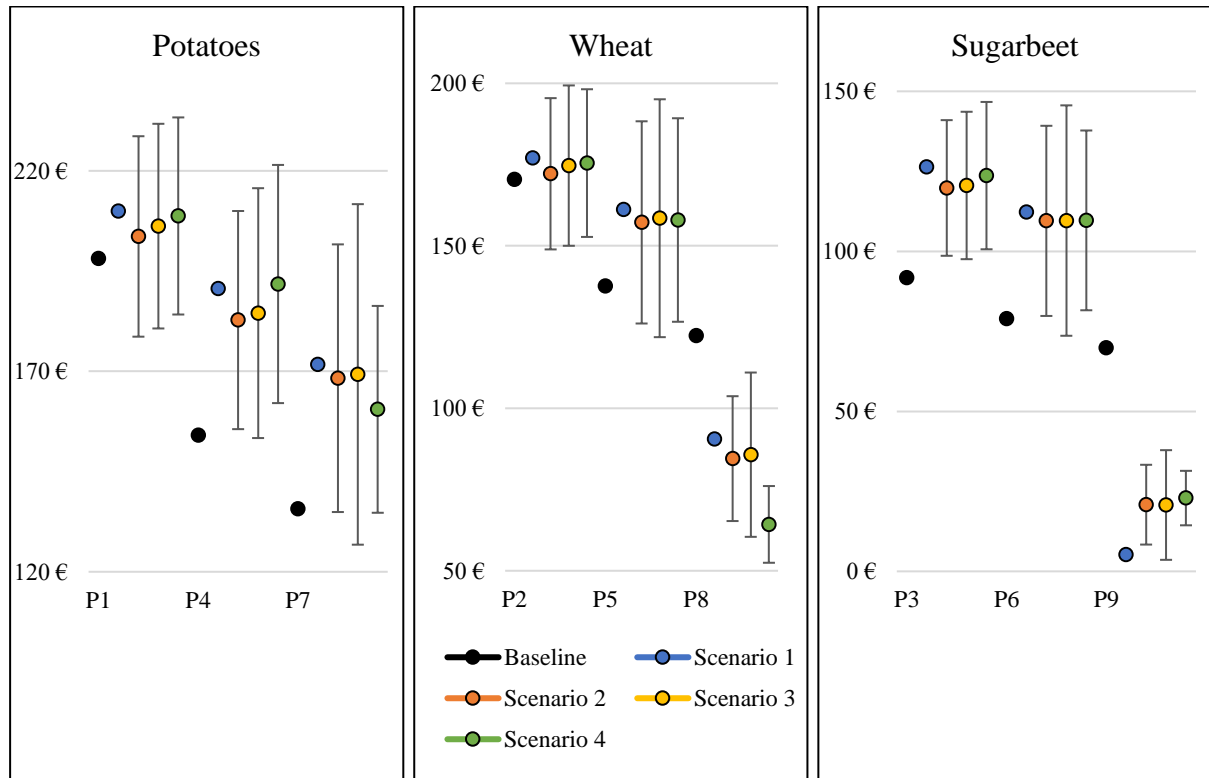 Potatoes
220 €
170 €
120 €
P1 P4 P7
Wheat
200 €
150 €
100 €
50 €
P2 P5 P8
Baseline Scenario 1
Scenario 2 Scenario 3
Scenario 4
Sugarbeet
150 €
100 €
50 €
0 €
P3 P6 P9